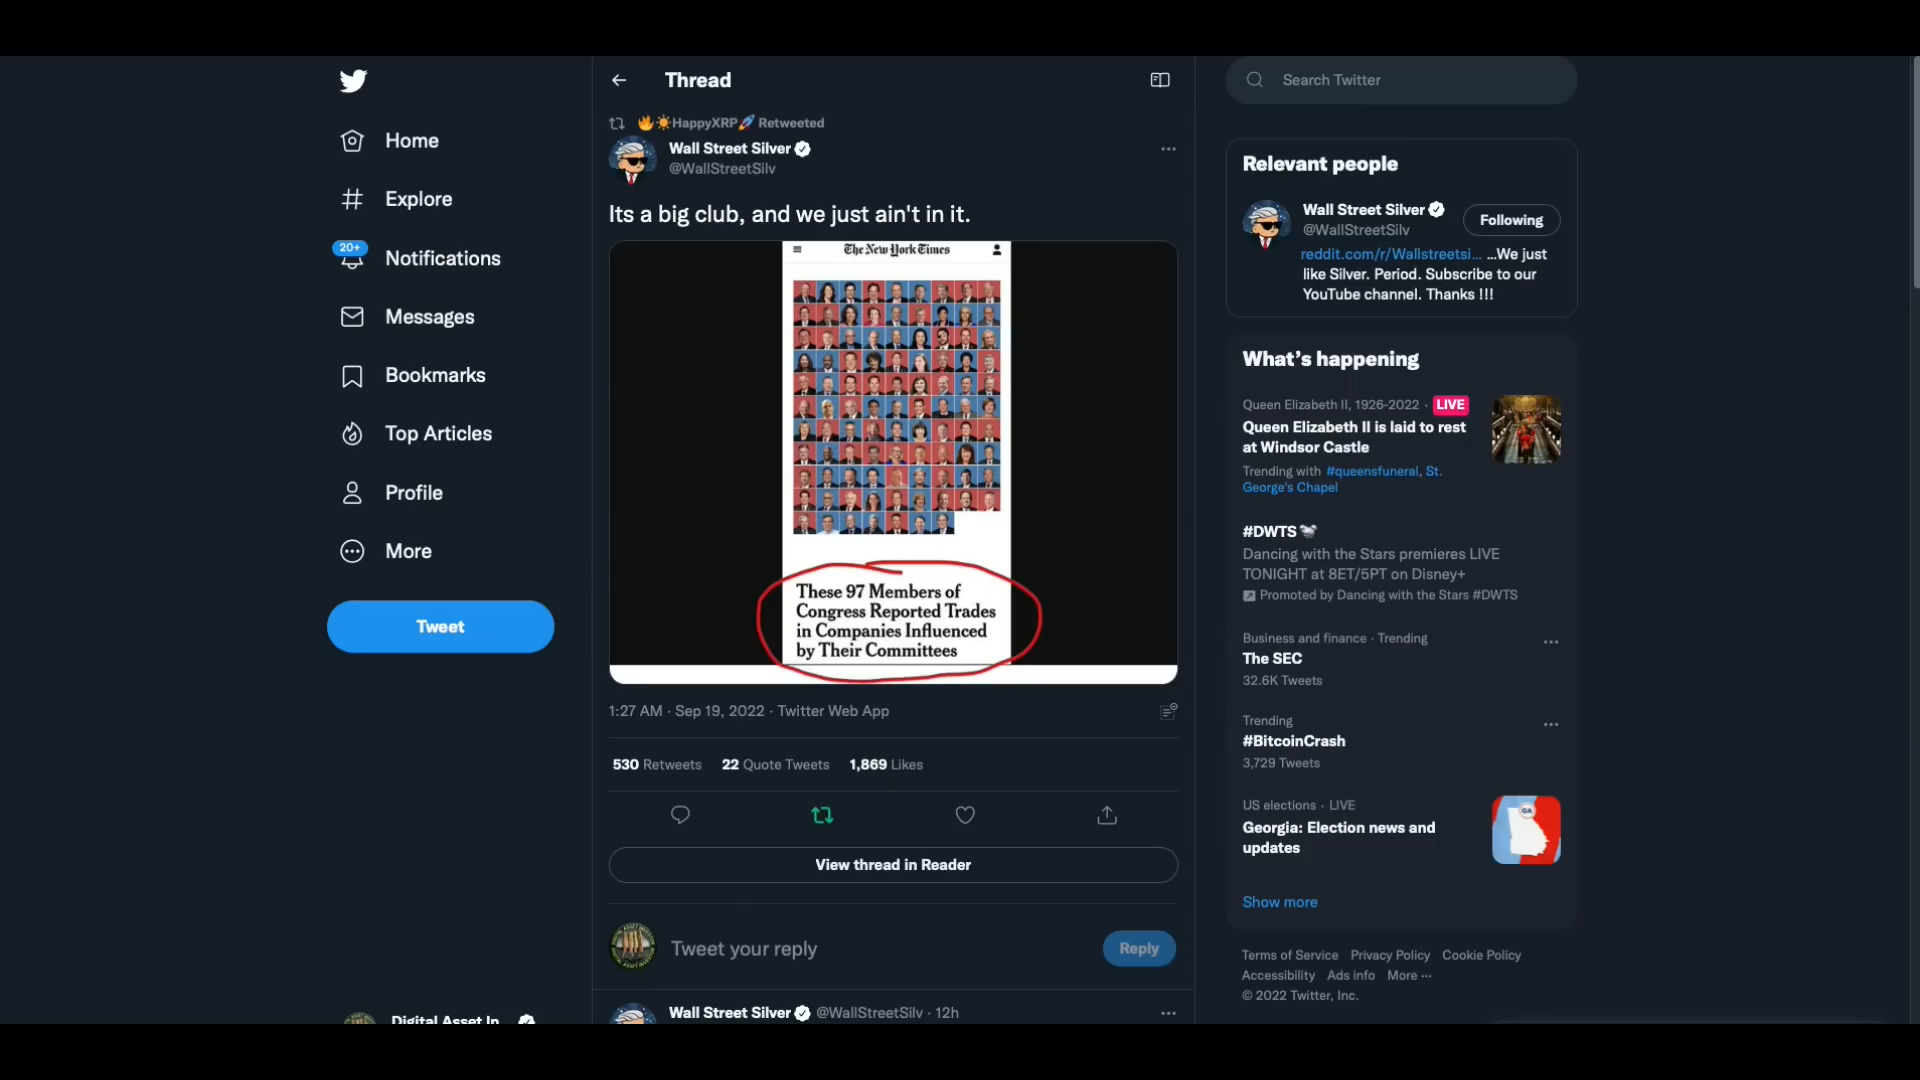 Home
Explore
20+
Notifications
Messages
Bookmarks
Top Articles
Profile
More
Tweet
Digital Asset In
Thread
HappyXRP Retweeted
Wall Street Silver
@WallStreetSilv
Its a big club, and we just ain't in it.
The New York Times
These 97 Members of
Congress Reported Trades
in Companies Influenced
by Their Committees
1:27 AM · Sep 19, 2022 · Twitter Web App
530 Retweets 22 Quote Tweets 1,869 Likes
View thread in Reader
Tweet your reply
Reply
Wall Street Silver @WallStreetSilv · 12h
Search Twitter
Relevant people
Wall Street Silver
@WallStreetSilv
Following
reddit.com/r/Wallstreetsi... ...We just
like Silver. Period. Subscribe to our
YouTube channel. Thanks !!!
What's happening
Queen Elizabeth II, 1926-2022 · LIVE
Queen Elizabeth II is laid to rest
at Windsor Castle
Trending with #queensfuneral, St.
George's Chapel
#DWTS
Dancing with the Stars premieres LIVE
TONIGHT at 8ET/5PT on Disney+
Promoted by Dancing with the Stars #DWTS
Business and finance · Trending
The SEC
32.6K Tweets
Trending
#BitcoinCrash
3,729 Tweets
US elections · LIVE
Georgia: Election news and
updates
GA
Show more
Terms of Service Privacy Policy Cookie Policy
Accessibility Ads info More ...
© 2022 Twitter, Inc.